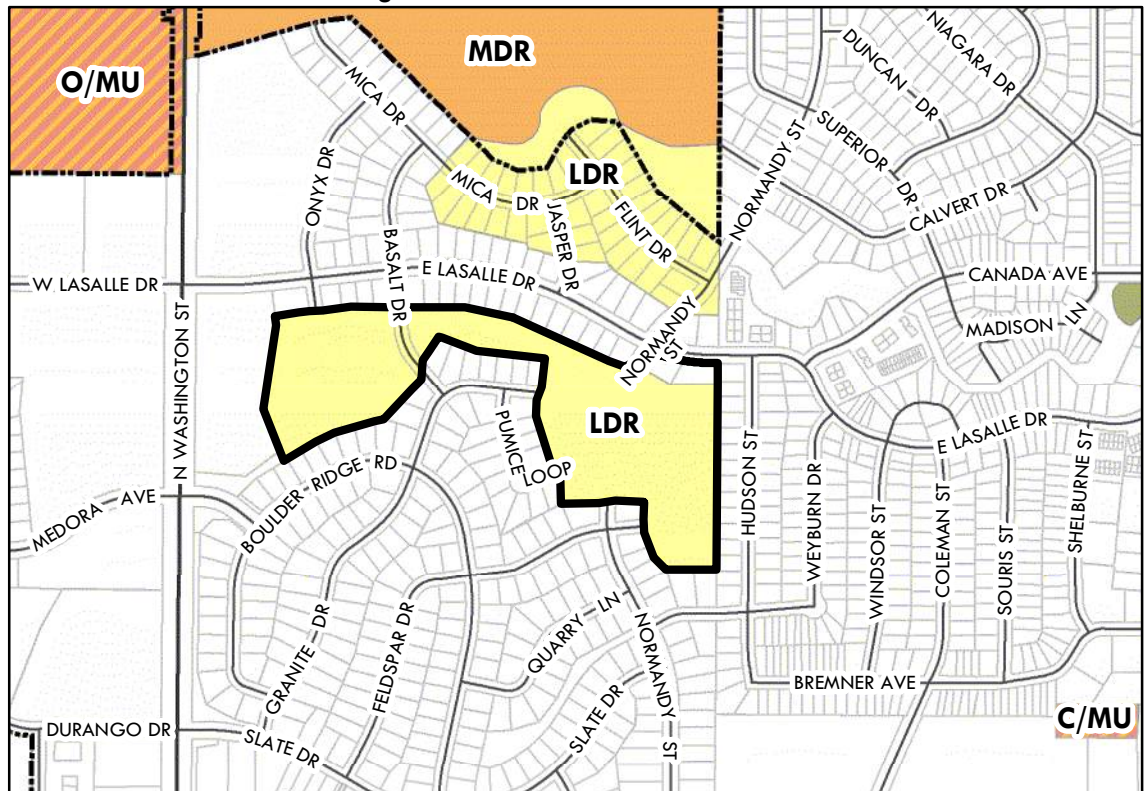 MDR
O/MU
NIAGARA DR
DUNCAN DR
MICA DR
SUPERIOR DR
NORMANDY ST
LDR
ONYX DR
MICA DR
JASPER DR
FLINT DR
CALVERT DR
BASALT DR
E LASALLE DR
W LASALLE DR
CANADA AVE
MADISON LN
N WASHINGTON ST
NORMANDY ST
LDR
PUMICE LOOP
E LASALLE DR
BOULDER RIDGE RD
MEDORA AVE
HUDSON ST
WEYBURN DR
WINDSOR ST
COLEMAN ST
SOURIS ST
SHELBURNE ST
GRANITE DR
FELDSPAR DR
QUARRY LN
NORMANDY ST
SLATE DR
BREMNER AVE
C/MU
DURANGO DR
SLATE DR